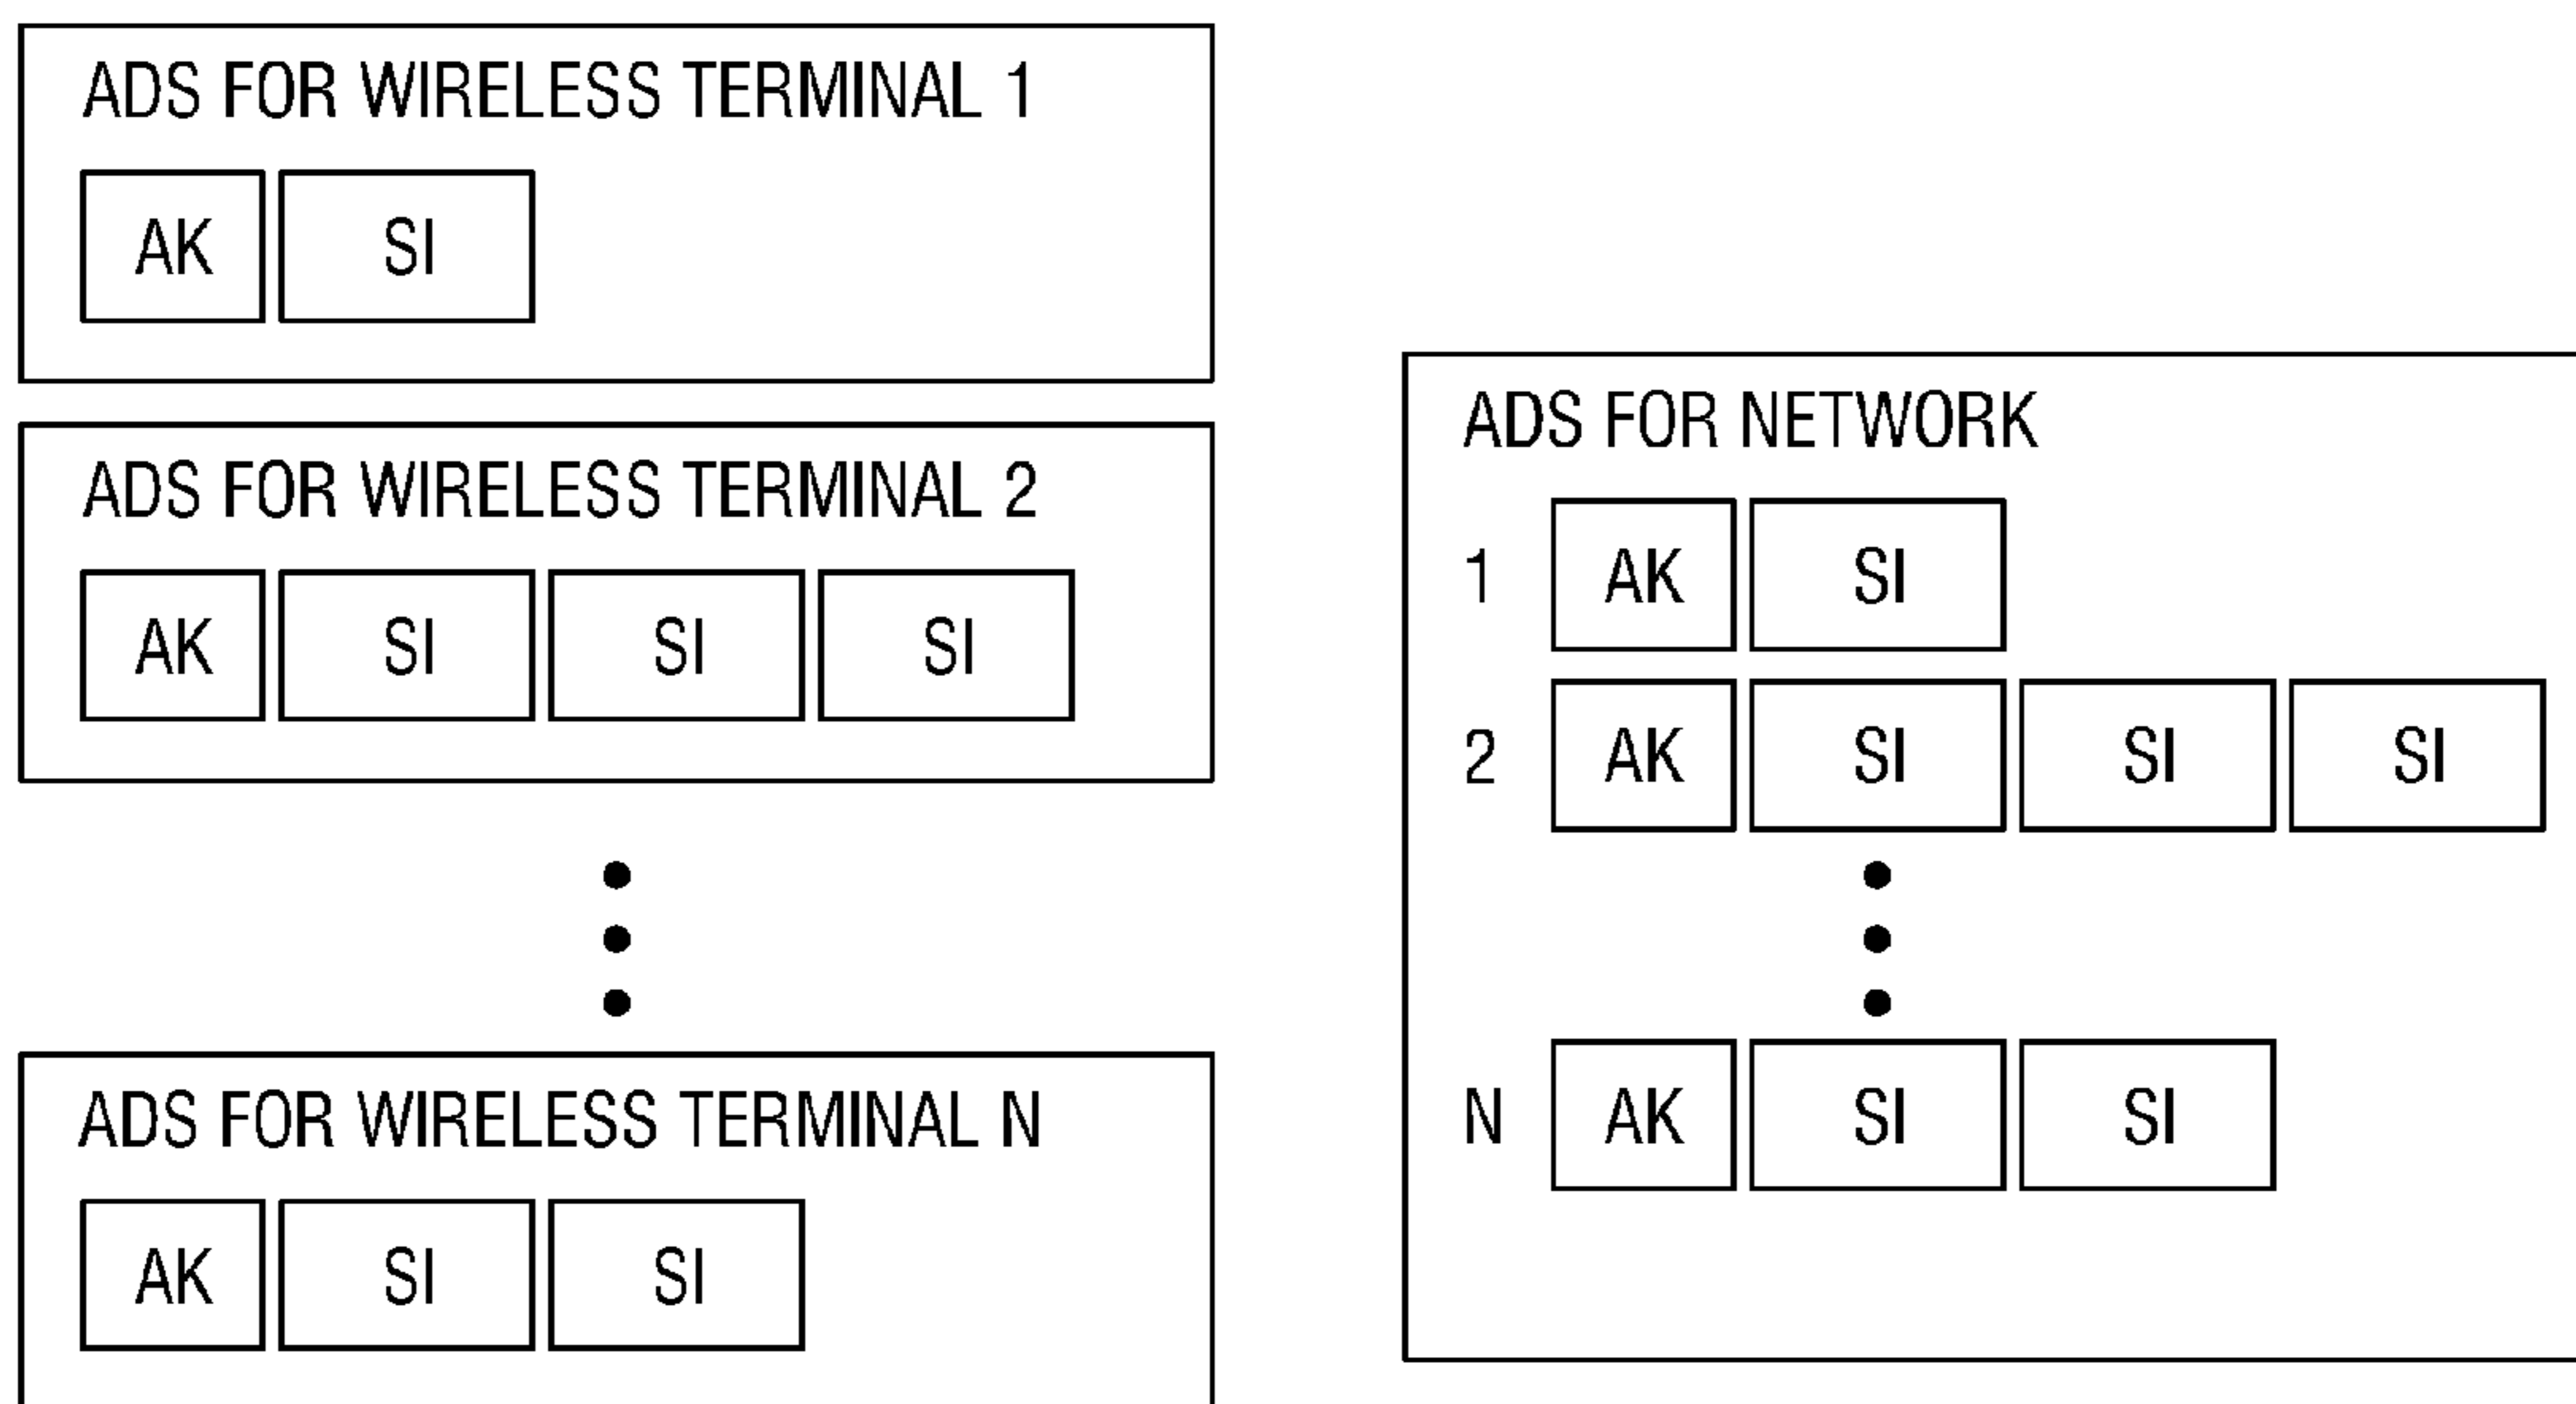 ADS FOR WIRELESS TERMINAL 1
AK SI
ADS FOR WIRELESS TERMINAL 2
AK SI SI SI
ADS FOR WIRELESS TERMINAL N
AK SI SI
ADS FOR NETWORK
1 AK SI
2 AK SI SI SI
N AK SI SI